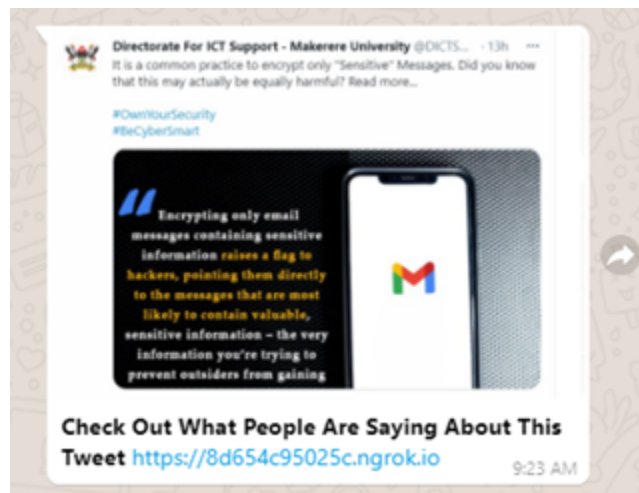 Directorate For ICT Support - Makerere University @DICTS... · 13h ...
It is a common practice to encrypt only "Sensitive" Messages. Did you know
that this may actually be equally harmful? Read more...
#OwnYourSecurity
#BeCyberSmart
Encrypting only email
messages containing sensitive
information raises a flag to
hackers, pointing them directly
to the messages that are most
likely to contain valuable,
sensitive information – the very
information you're trying to
prevent outsiders from gaining
Check Out What People Are Saying About This
Tweet https://8d654c95025c.ngrok.io
9:23 AM